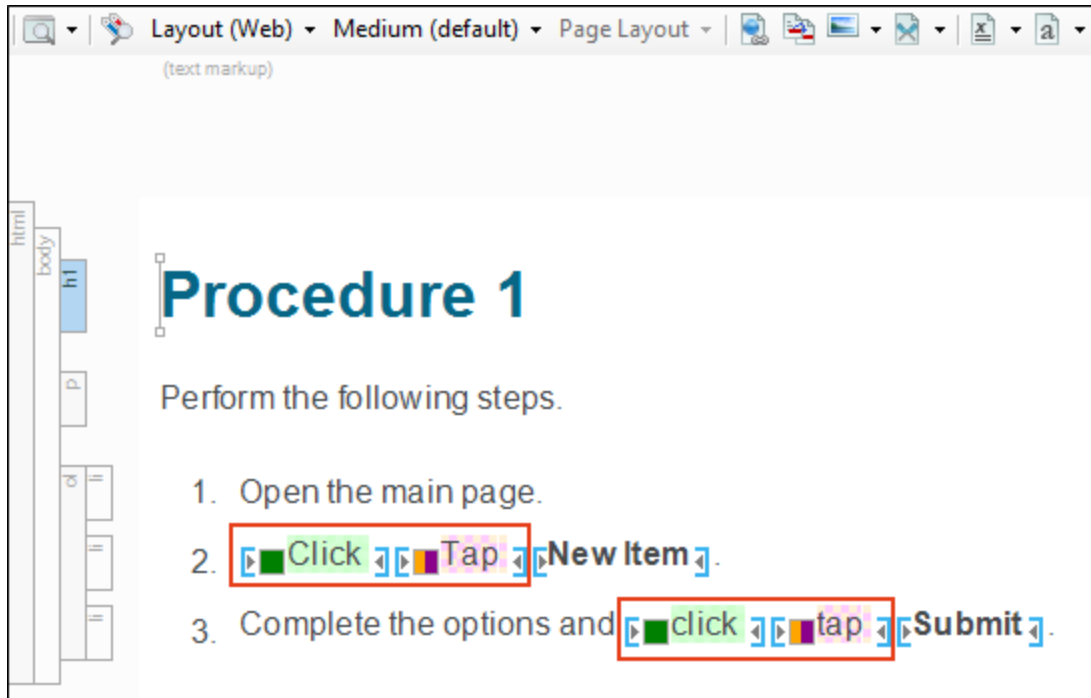 Layout (Web) Medium (default) Page Layout x a
(text markup)
html
body
h1
Procedure 1
p
Perform the following steps.
ol
li
1. Open the main page.
li
2. Click Tap New Item .
li
3. Complete the options and click tap Submit .